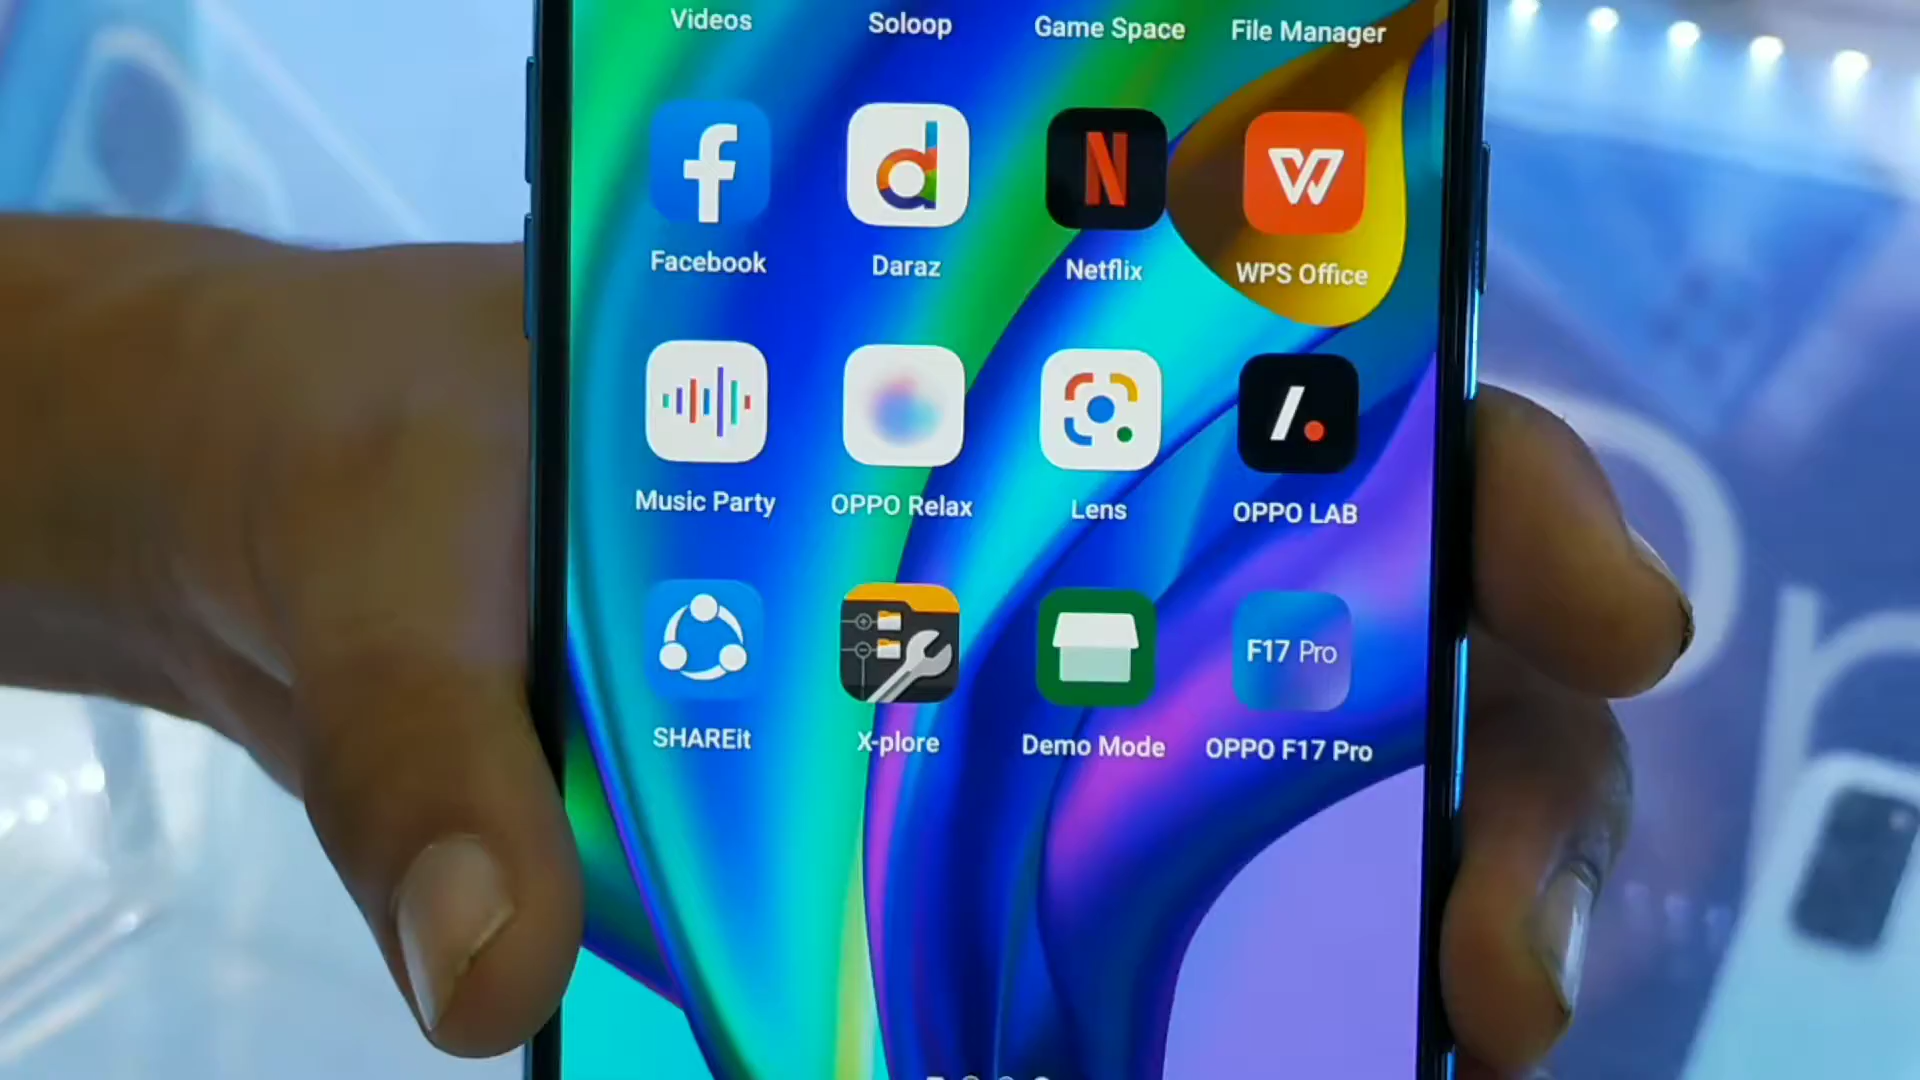 Videos Soloop Game Space File Manager
Facebook Daraz Netflix WPS Office
Music Party OPPO Relax Lens OPPO LAB
F17 Pro
SHAREit X-plore Demo Mode OPPO F17 Pro